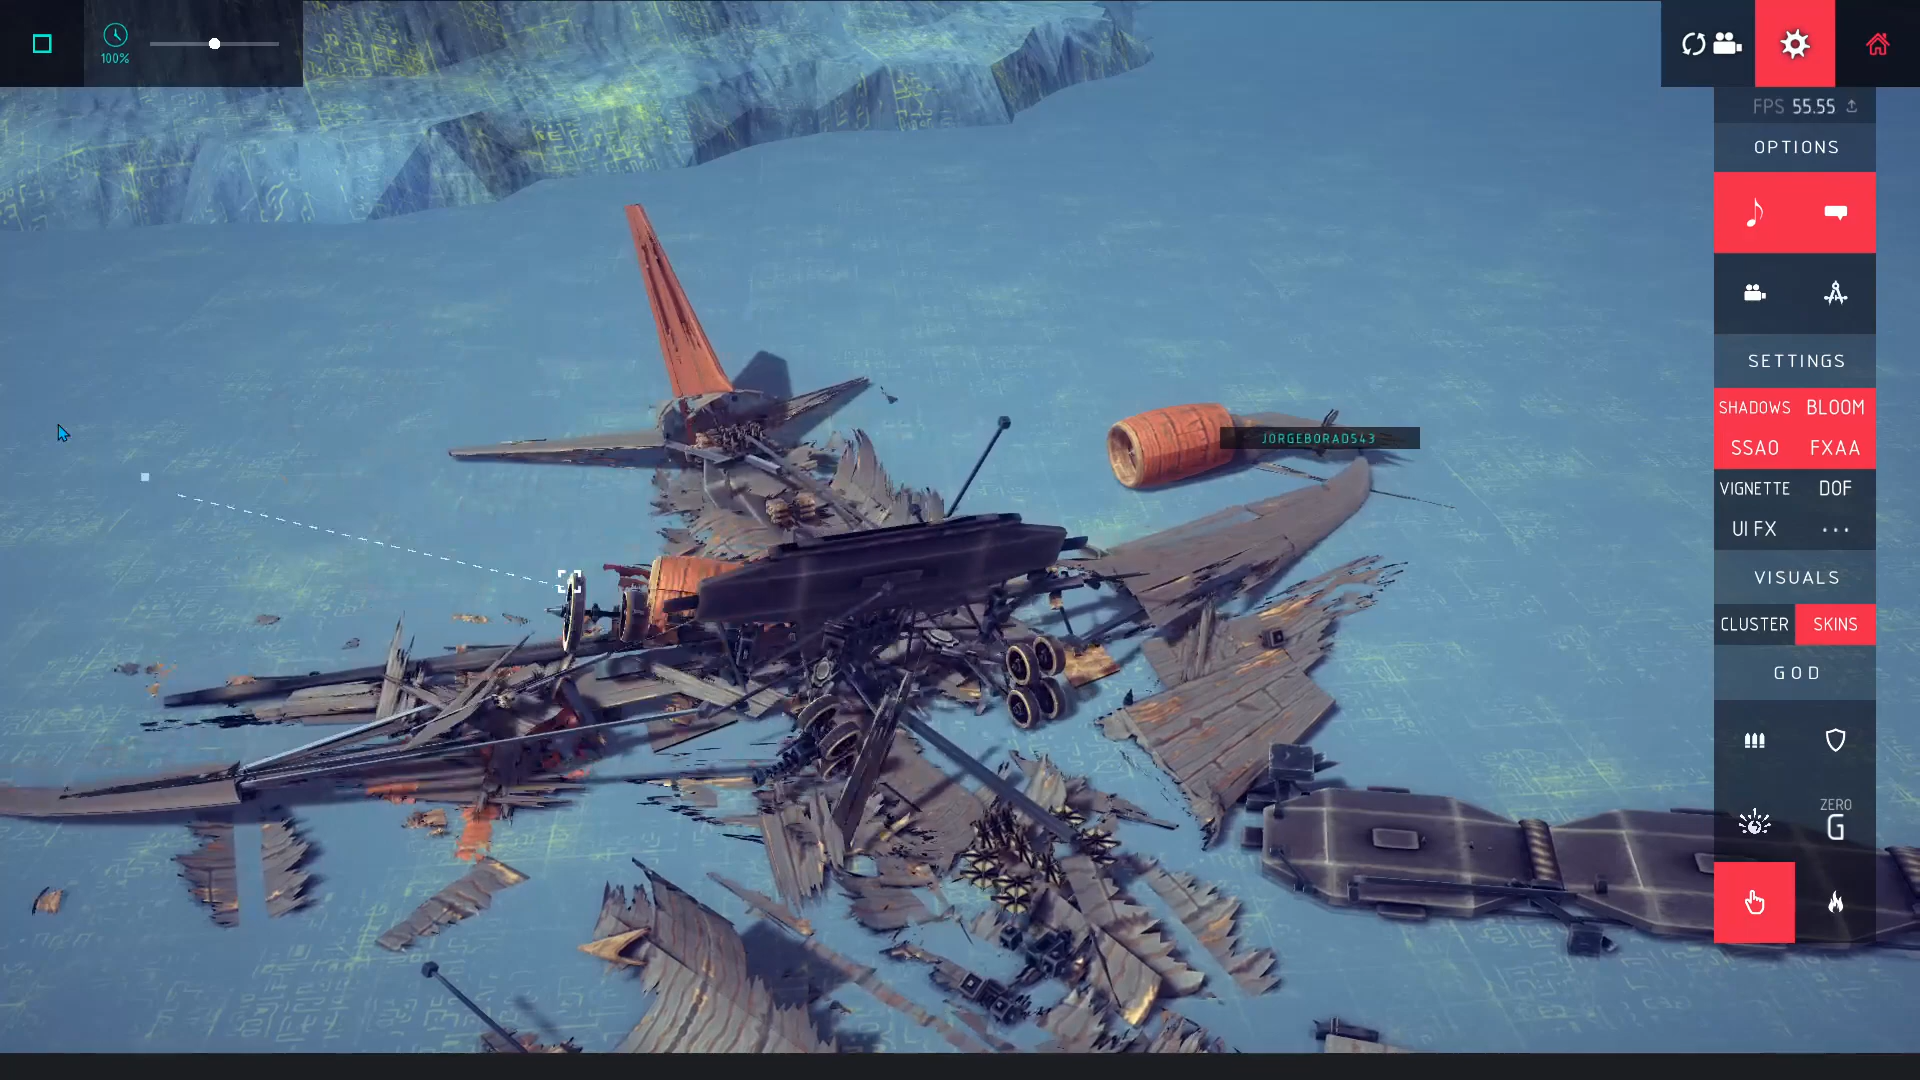 100%
FPS 55.55
OPTIONS
SETTINGS
SHADOWS BLOOM
SSAO FXAA
VIGNETTE DOF
UI FX ...
VISUALS
CLUSTER SKINS
GOD
ZERO
G
JORGEBORADS43